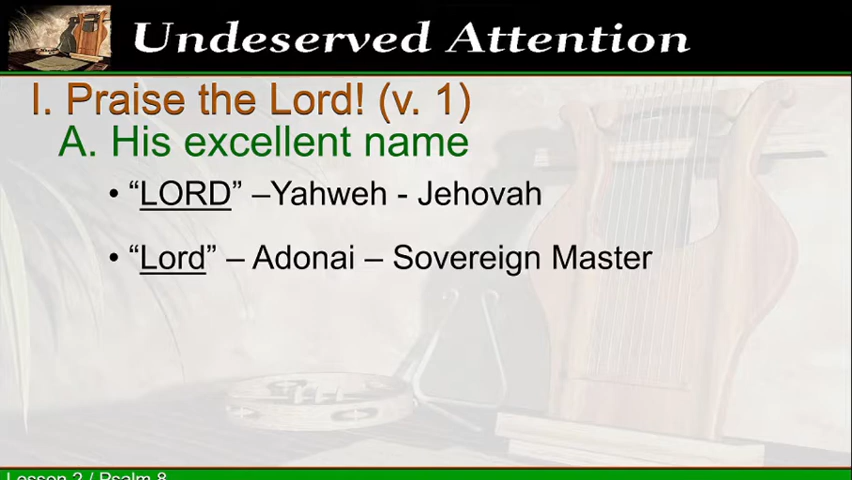 Undeserved Attention
I. Praise the Lord! (v. 1)
A. His excellent name
• “LORD” –Yahweh - Jehovah
• “Lord” – Adonai – Sovereign Master
Lesson 2 / Psalm 8